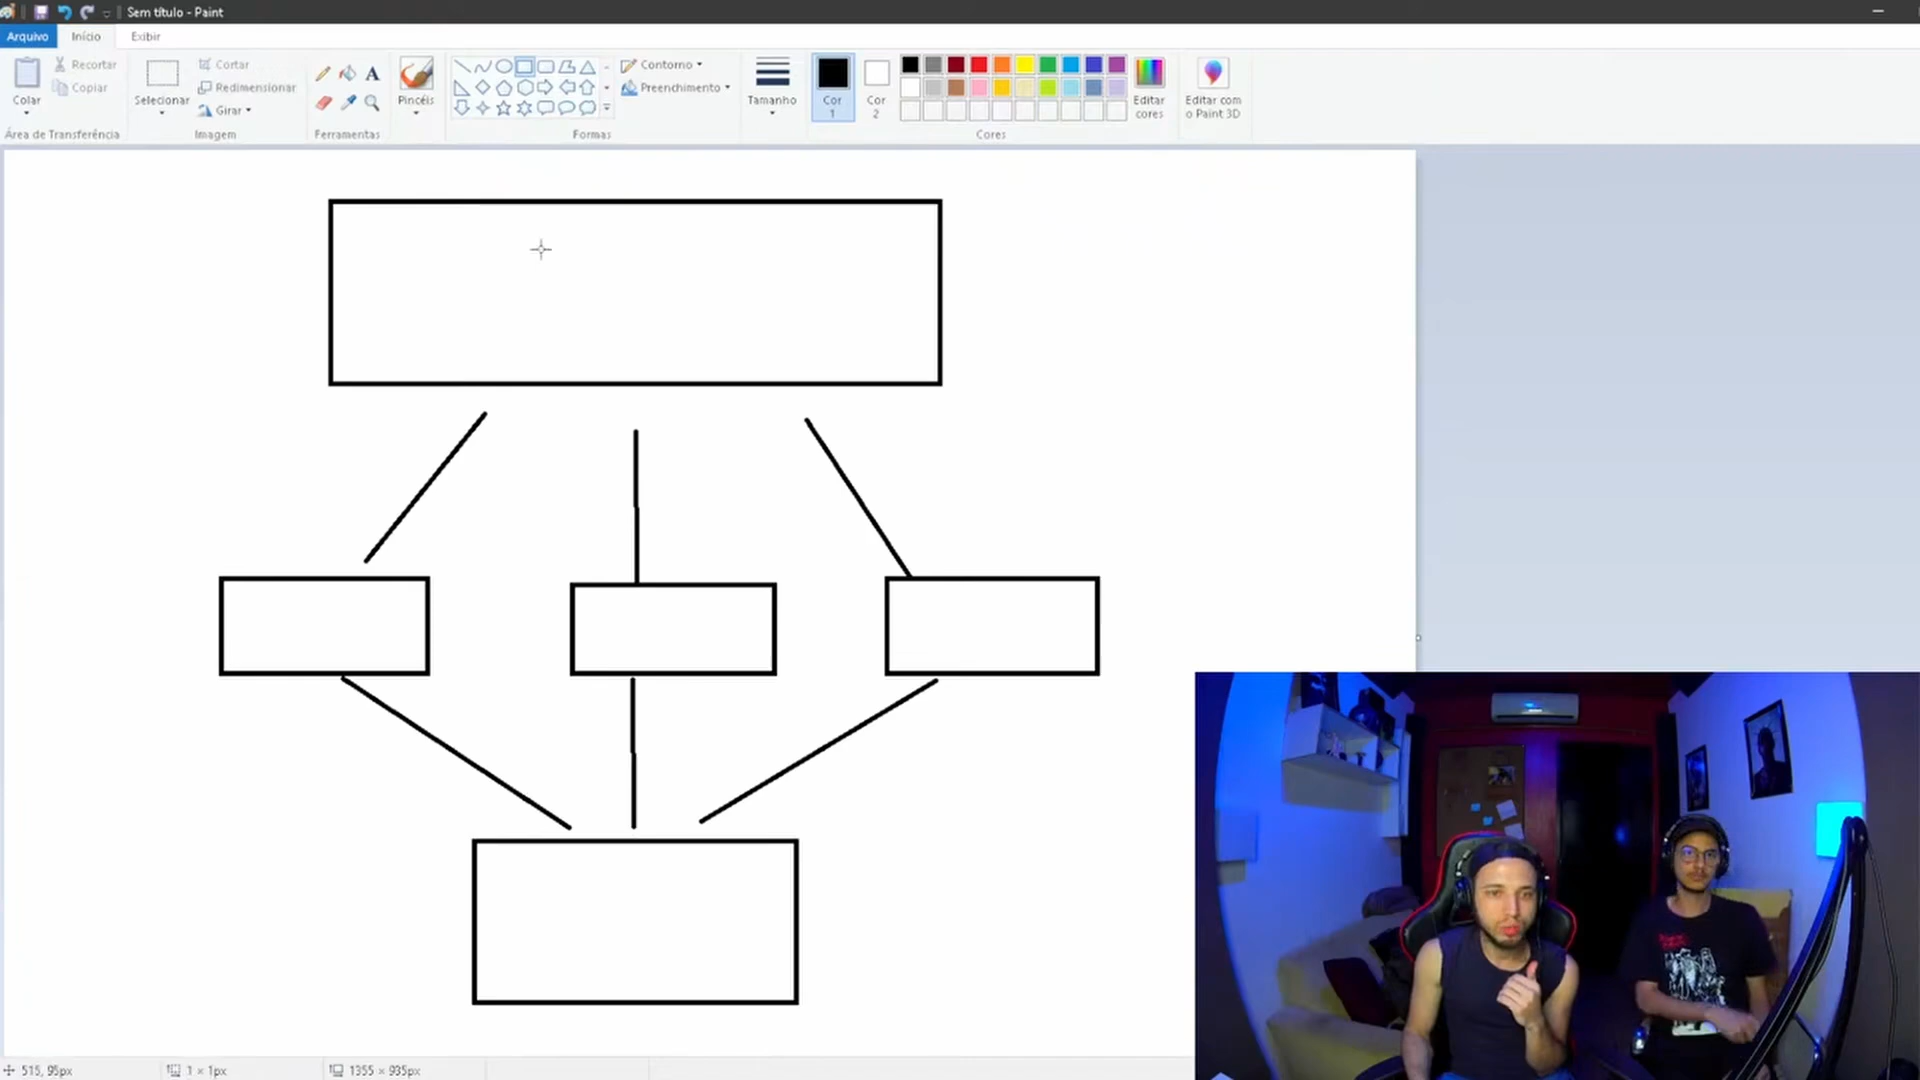 Sem título - Paint
Arquivo Início Exibir
Colar
Recortar
Copiar
Área de Transferência
Selecionar
Cortar
Redimensionar
Girar
Imagem
Ferramentas
Pincéis
Formas
Contorno
Preenchimento
Tamanho
Cor
1
Cor
2
Cores
Editar
cores
Editar com
o Paint 3D
515, 95px
1 × 1px
1355 × 935px